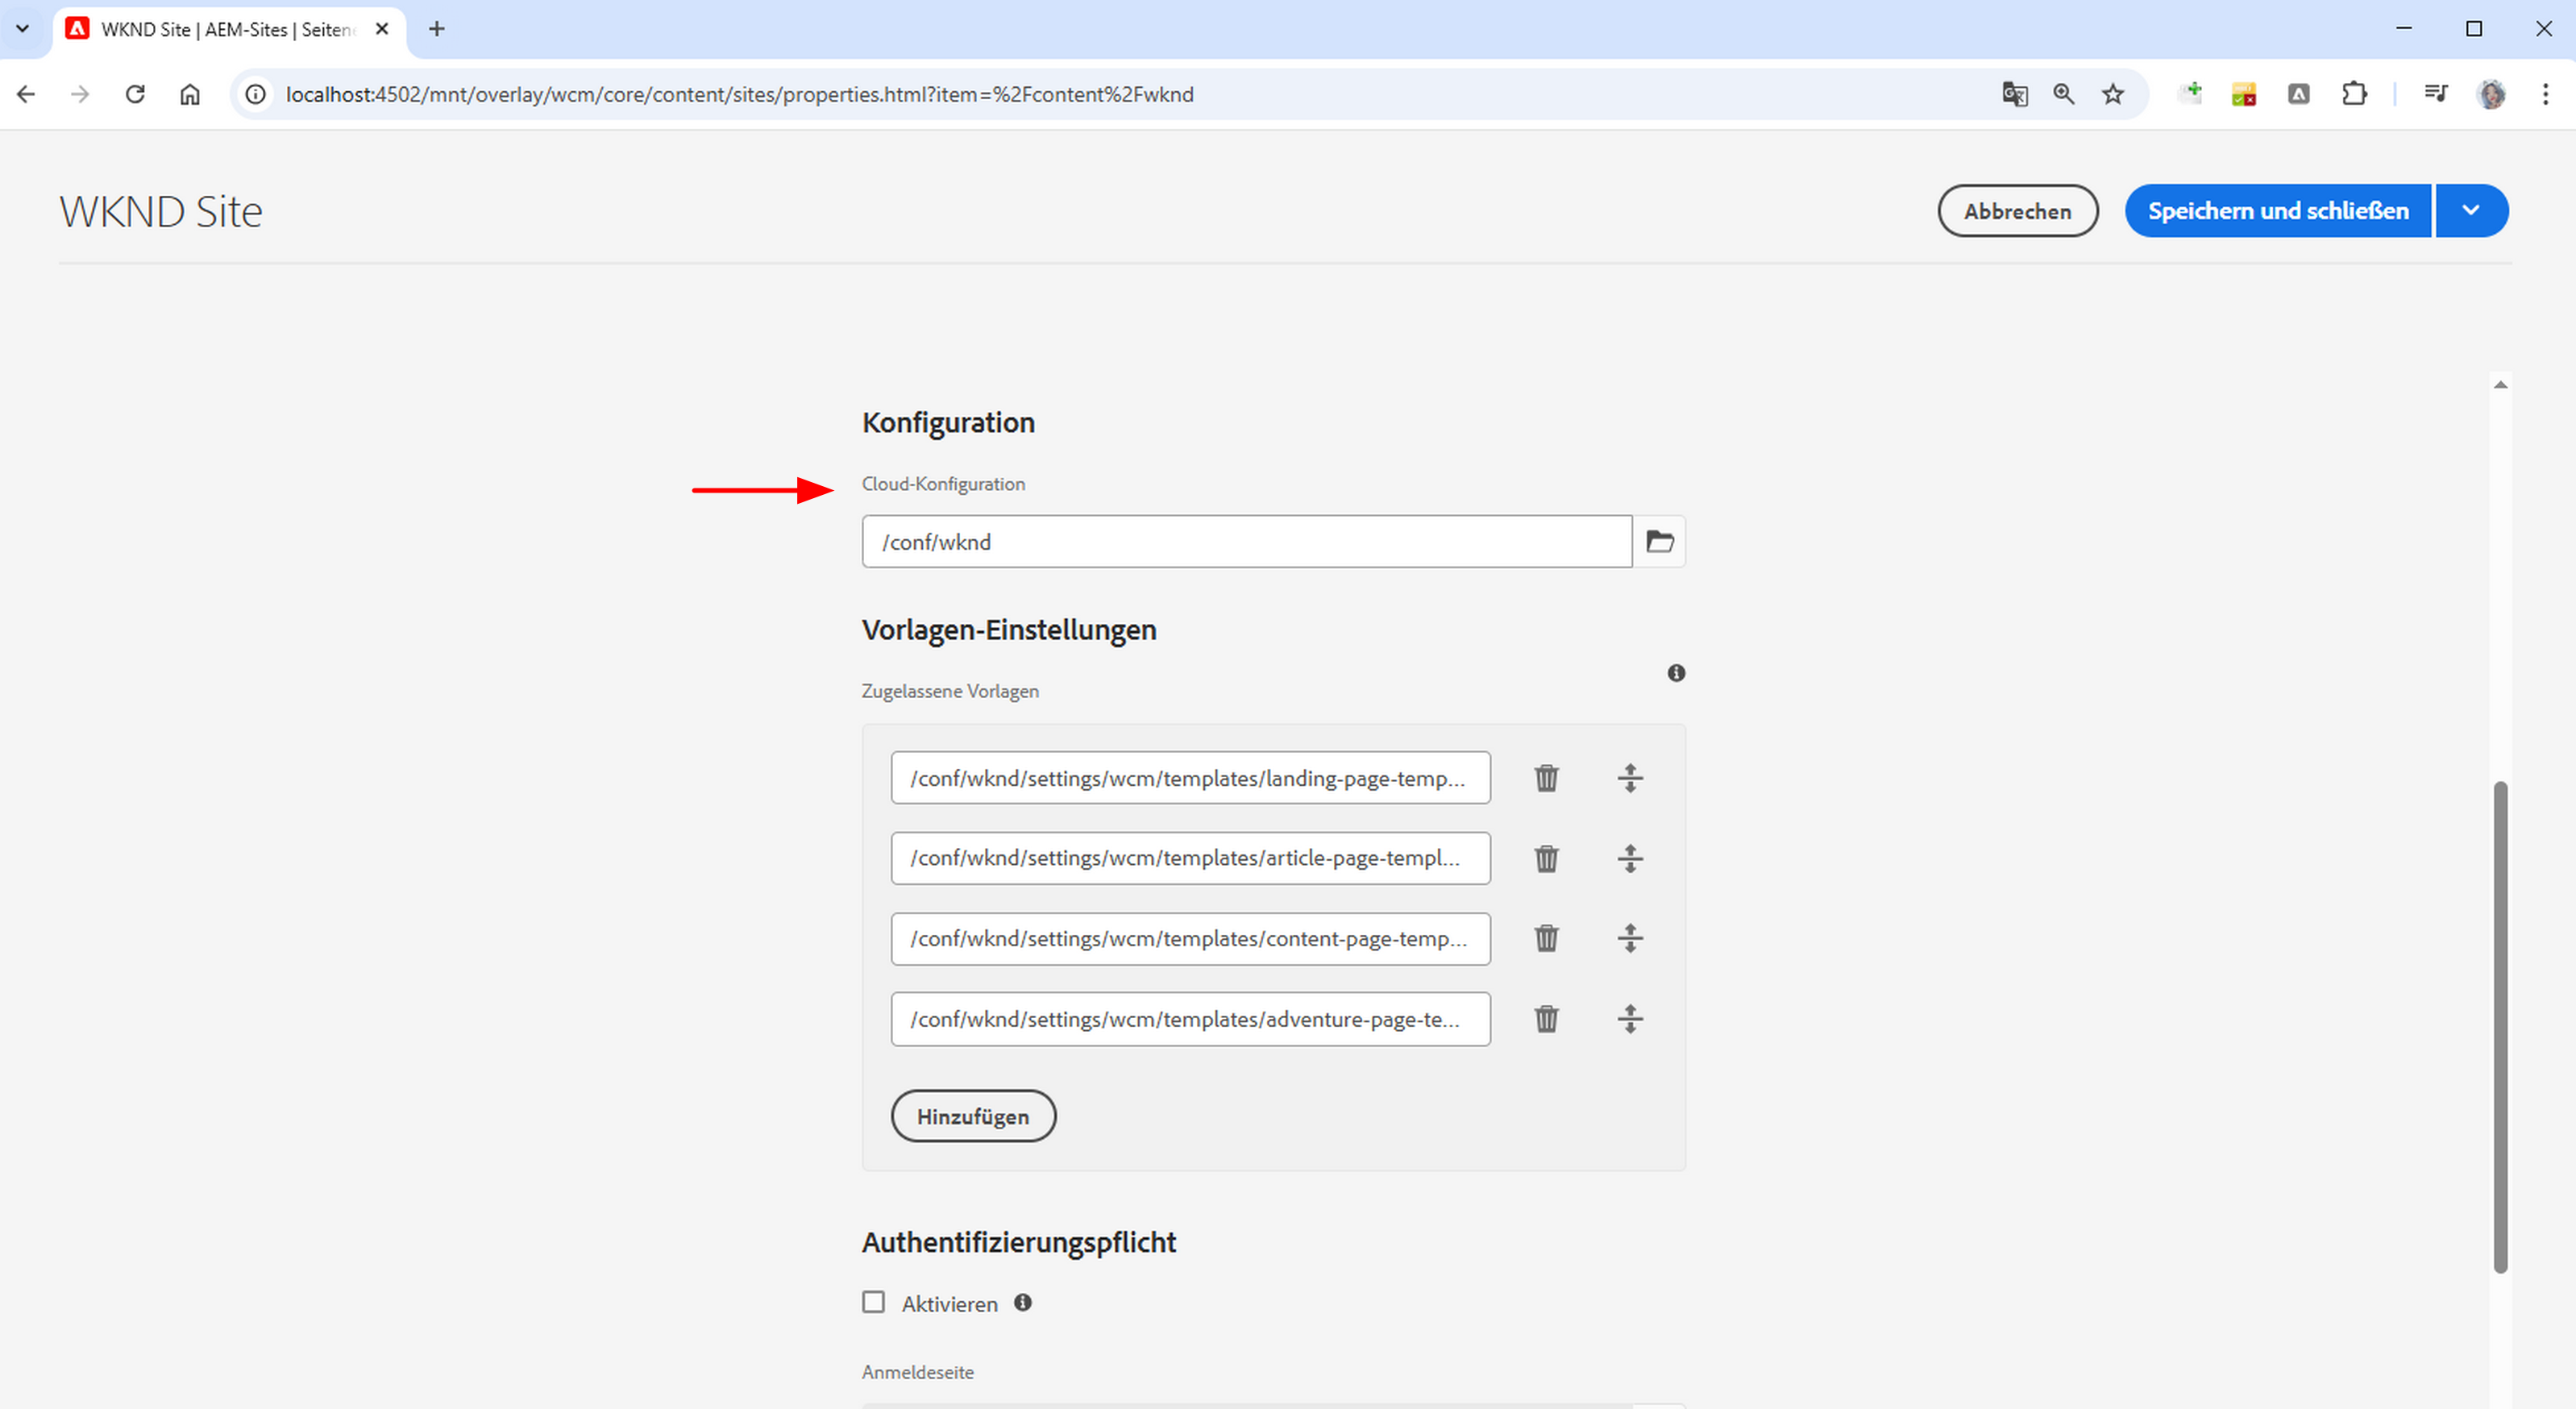 WKND Site | AEM-Sites | Seiten
localhost:4502/mnt/overlay/wcm/core/content/sites/properties.html?item=%2Fcontent%2Fwknd
WKND Site
Abbrechen
Speichern und schließen
Konfiguration
Cloud-Konfiguration
/conf/wknd
Vorlagen-Einstellungen
Zugelassene Vorlagen
/conf/wknd/settings/wcm/templates/landing-page-temp...
/conf/wknd/settings/wcm/templates/article-page-templ...
/conf/wknd/settings/wcm/templates/content-page-temp...
/conf/wknd/settings/wcm/templates/adventure-page-te...
Hinzufügen
Authentifizierungspflicht
Aktivieren
Anmeldeseite